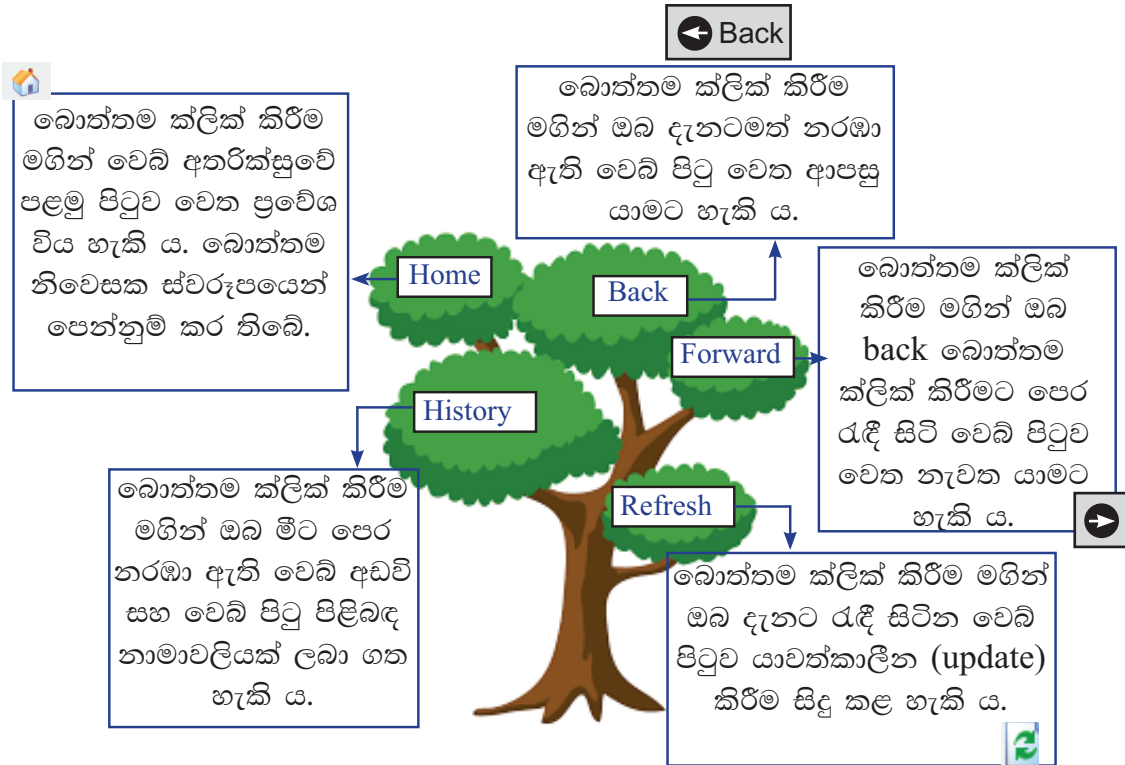 Back
බොත්තම ක්ලික් කිරීම
මගින් ඔබ දැනටමත් නරඹා
ඇති වෙබ් පිටු වෙත ආපසු
යාමට හැකි ය.
බොත්තම ක්ලික් කිරීම
මගින් වෙබ් අතරික්සුවේ
පළමු පිටුව වෙත ප්‍රවේශ
විය හැකි ය. බොත්තම
නිවෙසක ස්වරූපයෙන්
පෙන්නුම් කර තිබේ.
Home
Back
Forward
History
Refresh
බොත්තම ක්ලික්
කිරීම මගින් ඔබ
back බොත්තම
ක්ලික් කිරීමට පෙර
රැඳී සිටි වෙබ් පිටුව
වෙත නැවත යාමට
හැකි ය.
බොත්තම ක්ලික් කිරීම
මගින් ඔබ මීට පෙර
නරඹා ඇති වෙබ් අඩවි
සහ වෙබ් පිටු පිළිබඳ
නාමාවලියක් ලබා ගත
හැකි ය.
බොත්තම ක්ලික් කිරීම මගින්
ඔබ දැනට රැඳී සිටින වෙබ්
පිටුව යාවත්කාලීන (update)
කිරීම සිදු කළ හැකි ය.